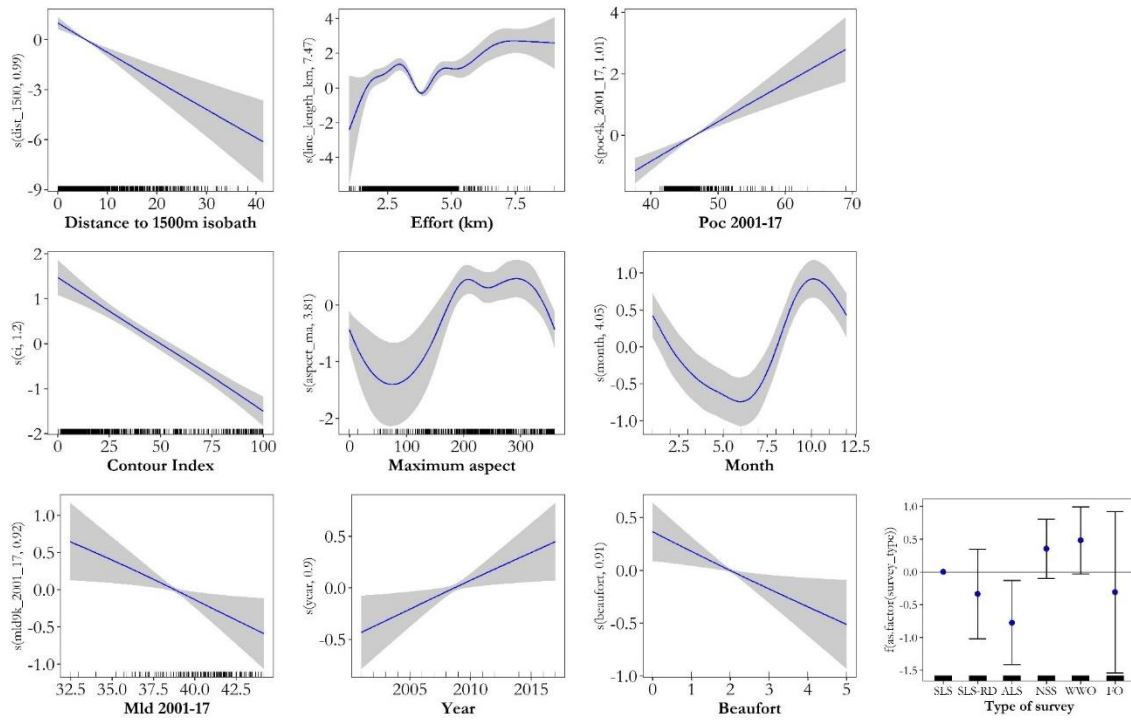 s(dist_1500, 0.99)
0
-3
-6
-9
0 10 20 30 40
Distance to 1500m isobath
s(linc_lcngth_km, 7.47)
4
2
0
-2
-4
2.5 5.0 7.5
Effort (km)
s(poc4k_2001_17, 1.01)
4
2
0
40 50 60 70
Poc 2001-17
s(ci, 1.2)
2
1
0
-1
-2
0 25 50 75 100
Contour Index
s(aspect_ma, 3.81)
0
-1
-2
0 100 200 300
Maximum aspect
s(month, 4.05)
1.0
0.5
0.0
-0.5
-1.0
2.5 5.0 7.5 10.0 12.5
Month
s(mld9k_2001_17, 0.92)
1.0
0.5
0.0
-0.5
-1.0
32.5 35.0 37.5 40.0 42.5
Mld 2001-17
s(year, 0.9)
0.5
0.0
-0.5
2005 2010 2015
Year
s(beaufort, 0.91)
0.5
0.0
-0.5
-1.0
0 1 2 3 4 5
Beaufort
f(as.factor(survey_type))
1.0
0.5
0.0
-0.5
-1.0
-1.5
SLS SLS-RD ALS NSS WWO FO
Type of survey